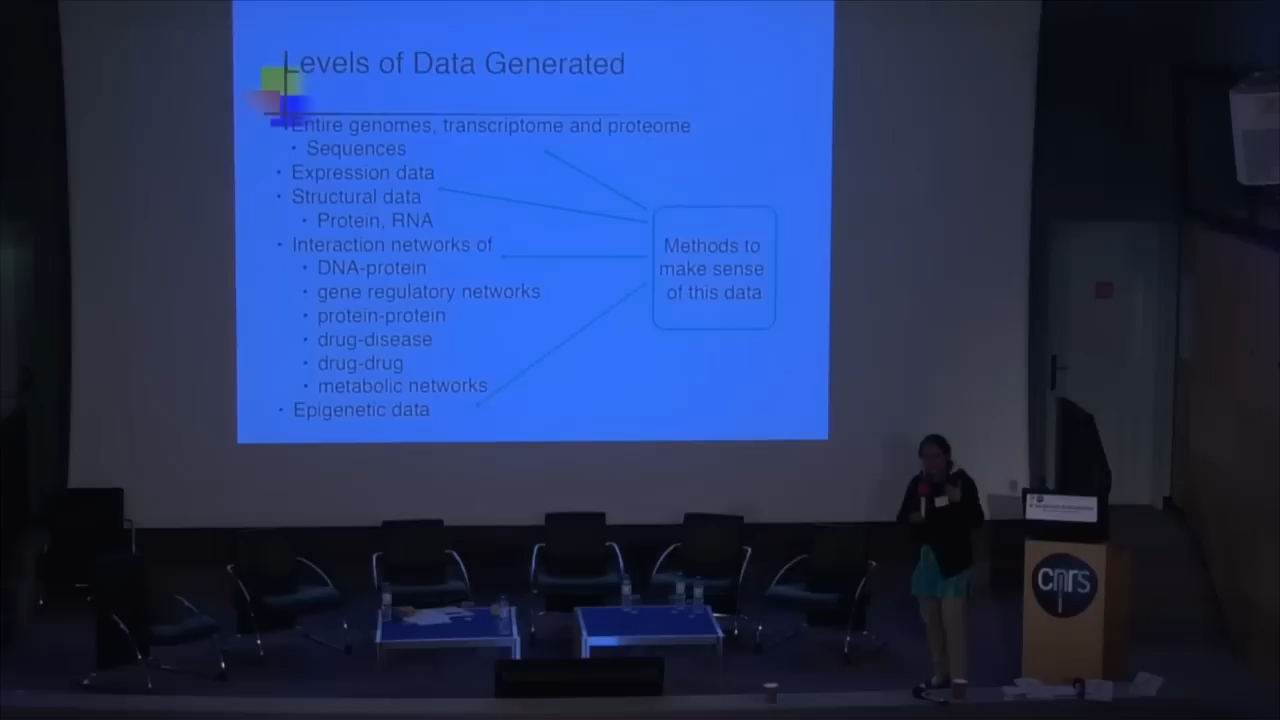 Levels of Data Generated
Entire genomes, transcriptome and proteome
• Sequences
• Expression data
• Structural data
• Protein, RNA
• Interaction networks of
• DNA-protein
• gene regulatory networks
• protein-protein
• drug-disease
• drug-drug
• metabolic networks
• Epigenetic data
Methods to
make sense
of this data
cnrs